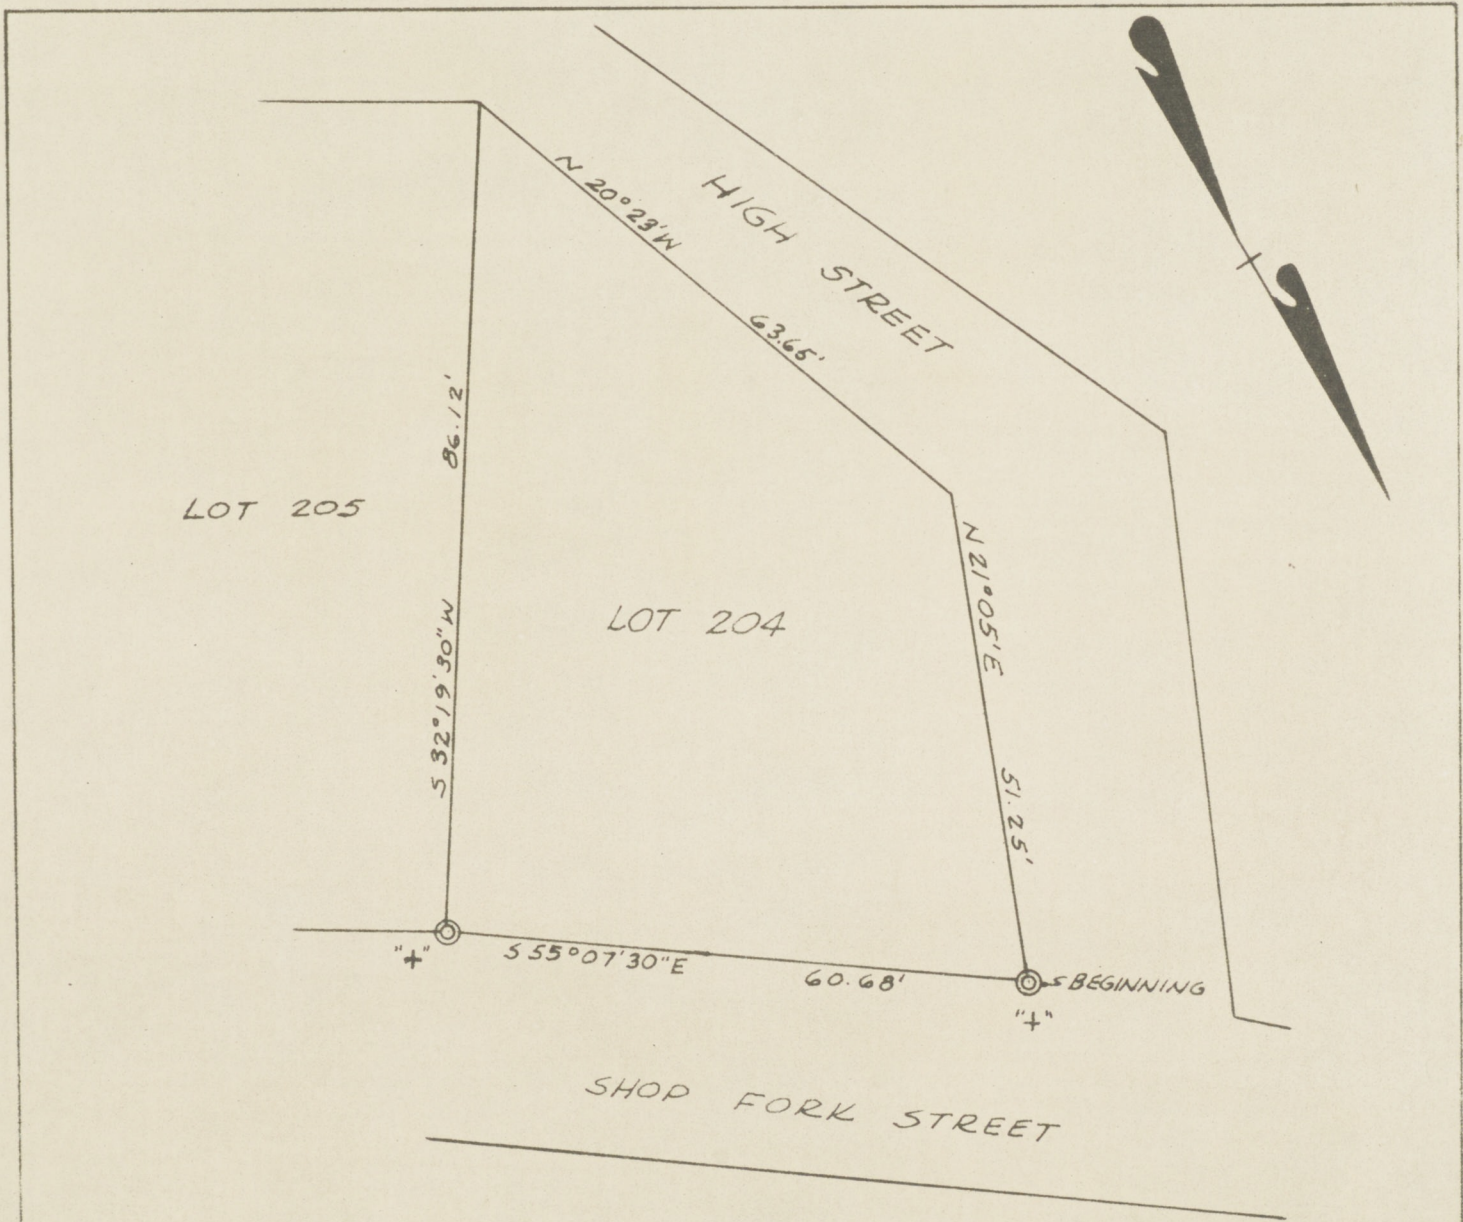 N 20°23'W
63.65'
HIGH STREET
86.12'
S 32°19'30"W
LOT 205
LOT 204
N 21°05'E
51.25'
"+"
S 55°07'30"E
60.68'
BEGINNING
"+"
SHOP FORK STREET